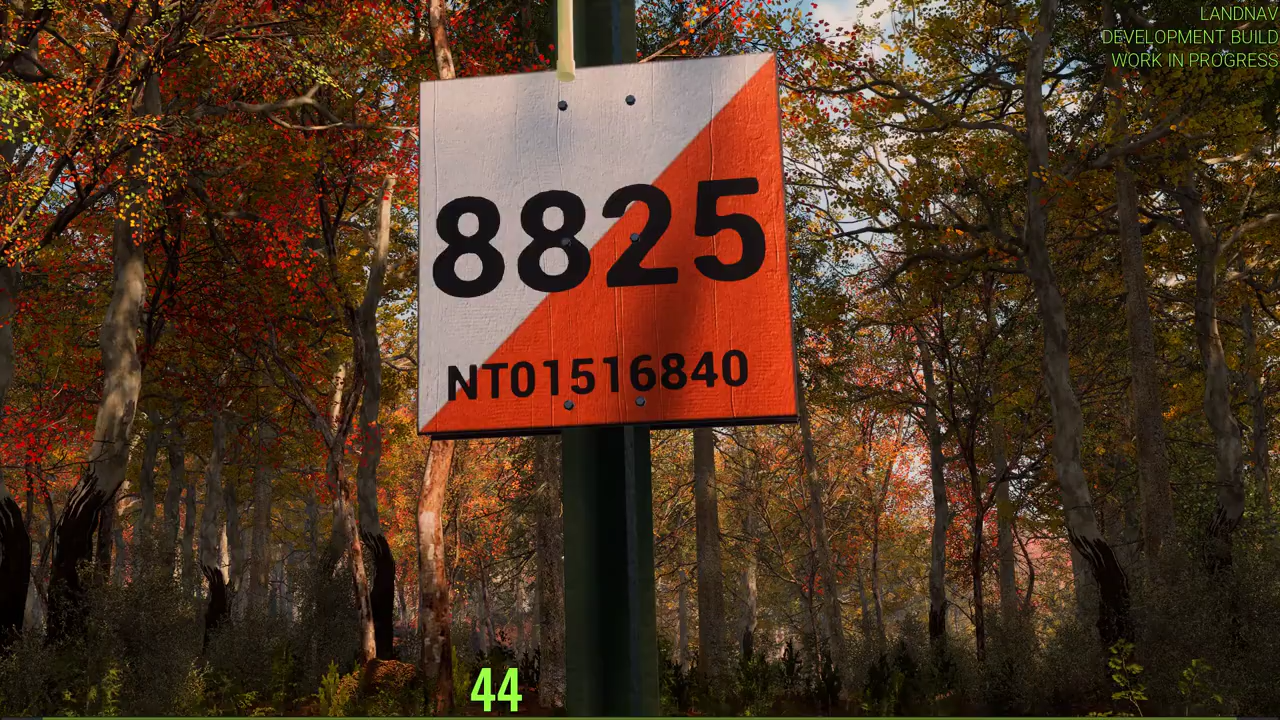 LANDNAV
DEVELOPMENT BUILD
WORK IN PROGRESS
8825
NT01516840
44